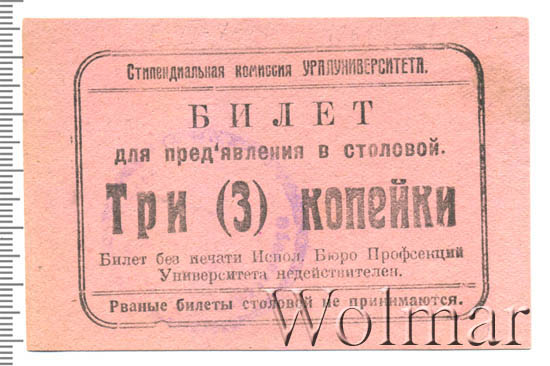 Стипендиальная комиссия УРАЛУНИВЕРСИТЕТА.
БИЛЕТ
для пред'явления в столовой.
Три (3) копейки
Билет без печати Испол. Бюро Профсекций
Университета недействителен.
Рваные билеты столовой не принимаются.
Wolmar